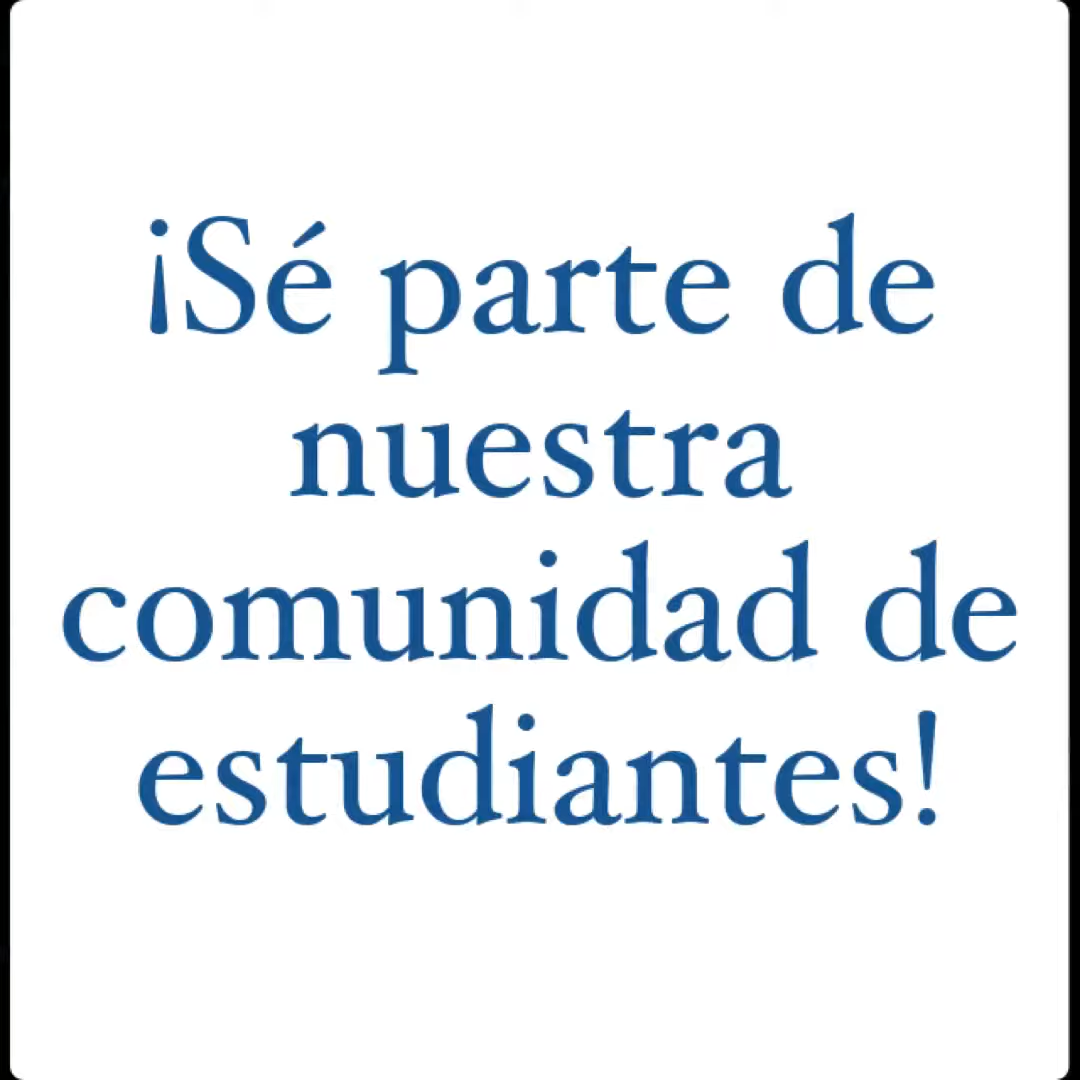 ¡Sé parte de
nuestra
comunidad de
estudiantes!